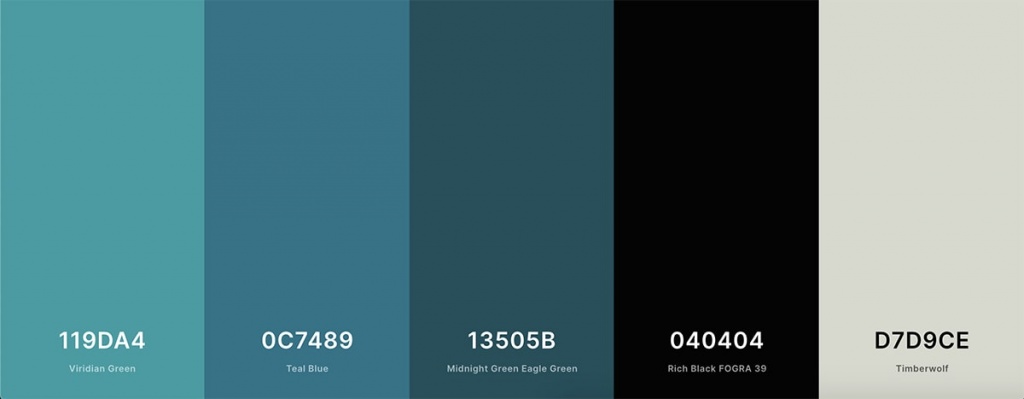 119DA4
Viridian Green
0C7489
Teal Blue
13505B
Midnight Green Eagle Green
040404
Rich Black FOGRA 39
D7D9CE
Timberwolf